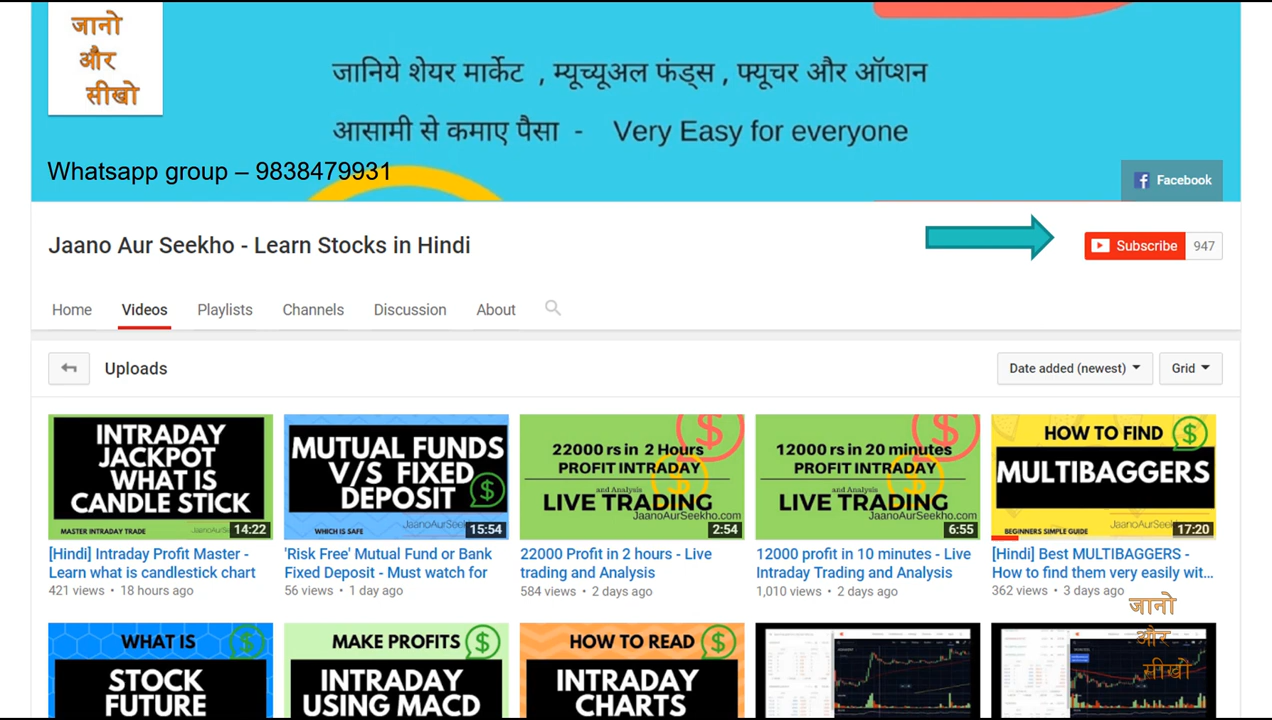 जानो
और
सीखो
जानिये शेयर मार्केट , म्यूच्यूअल फंड्स , फ्यूचर और ऑप्शन
आसामी से कमाए पैसा - Very Easy for everyone
Whatsapp group – 9838479931
Facebook
Jaano Aur Seekho - Learn Stocks in Hindi
Subscribe 947
Home Videos Playlists Channels Discussion About
Uploads
Date added (newest) Grid
INTRADAY
JACKPOT
WHAT IS
CANDLE STICK
MASTER INTRADAY TRADE
14:22
[Hindi] Intraday Profit Master -
Learn what is candlestick chart
421 views • 18 hours ago
MUTUAL FUNDS
V/S FIXED
DEPOSIT
WHICH IS SAFE
JaanoAurSeek
15:54
'Risk Free' Mutual Fund or Bank
Fixed Deposit - Must watch for
56 views • 1 day ago
22000 rs in 2 Hours
PROFIT INTRADAY
and Analysis
LIVE TRADING
JaanoAurSeekho.com
2:54
22000 Profit in 2 hours - Live
trading and Analysis
584 views • 2 days ago
12000 rs in 20 minutes
PROFIT INTRADAY
and Analysis
LIVE TRADING
JaanoAurSeekho.com
6:55
12000 profit in 10 minutes - Live
Intraday Trading and Analysis
1,010 views • 2 days ago
HOW TO FIND
MULTIBAGGERS
BEGINNERS SIMPLE GUIDE
17:20
[Hindi] Best MULTIBAGGERS -
How to find them very easily wit...
362 views • 3 days ago
जानो
और
सीखो
WHAT IS
STOCK
FUTURE
MAKE PROFITS
INTRADAY
USING MACD
HOW TO READ
INTRADAY
CHARTS